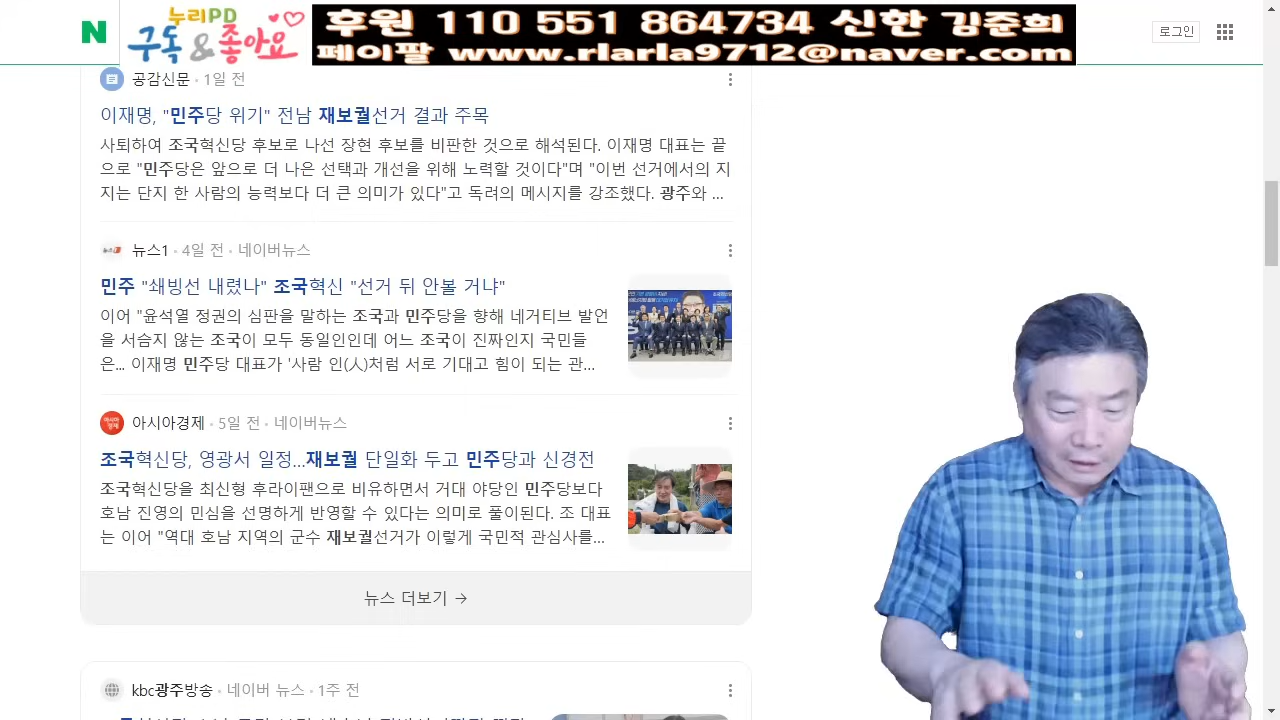 N
누리PD
구독 & 좋아요
후원 110 551 864734 신한 김준희
페이팔 www.rlarla9712@naver.com
로그인
공감신문 · 1일 전
이재명, "민주당 위기" 전남 재보궐선거 결과 주목
사퇴하여 조국혁신당 후보로 나선 장현 후보를 비판한 것으로 해석된다. 이재명 대표는 끝
으로 "민주당은 앞으로 더 나은 선택과 개선을 위해 노력할 것이다"며 "이번 선거에서의 지
지는 단지 한 사람의 능력보다 더 큰 의미가 있다"고 독려의 메시지를 강조했다. 광주와 ...
뉴스1 · 4일 전 · 네이버뉴스
민주 "쇄빙선 내렸나" 조국혁신 "선거 뒤 안볼 거냐"
이어 "윤석열 정권의 심판을 말하는 조국과 민주당을 향해 네거티브 발언
을 서슴지 않는 조국이 모두 동일인인데 어느 조국이 진짜인지 국민들
은... 이재명 민주당 대표가 '사람 인(人)처럼 서로 기대고 힘이 되는 관...
아시아경제 · 5일 전 · 네이버뉴스
조국혁신당, 영광서 일정...재보궐 단일화 두고 민주당과 신경전
조국혁신당을 최신형 후라이팬으로 비유하면서 거대 야당인 민주당보다
호남 진영의 민심을 선명하게 반영할 수 있다는 의미로 풀이된다. 조 대표
는 이어 "역대 호남 지역의 군수 재보궐선거가 이렇게 국민적 관심사를...
뉴스 더보기 →
kbc광주방송 · 네이버 뉴스 · 1주 전